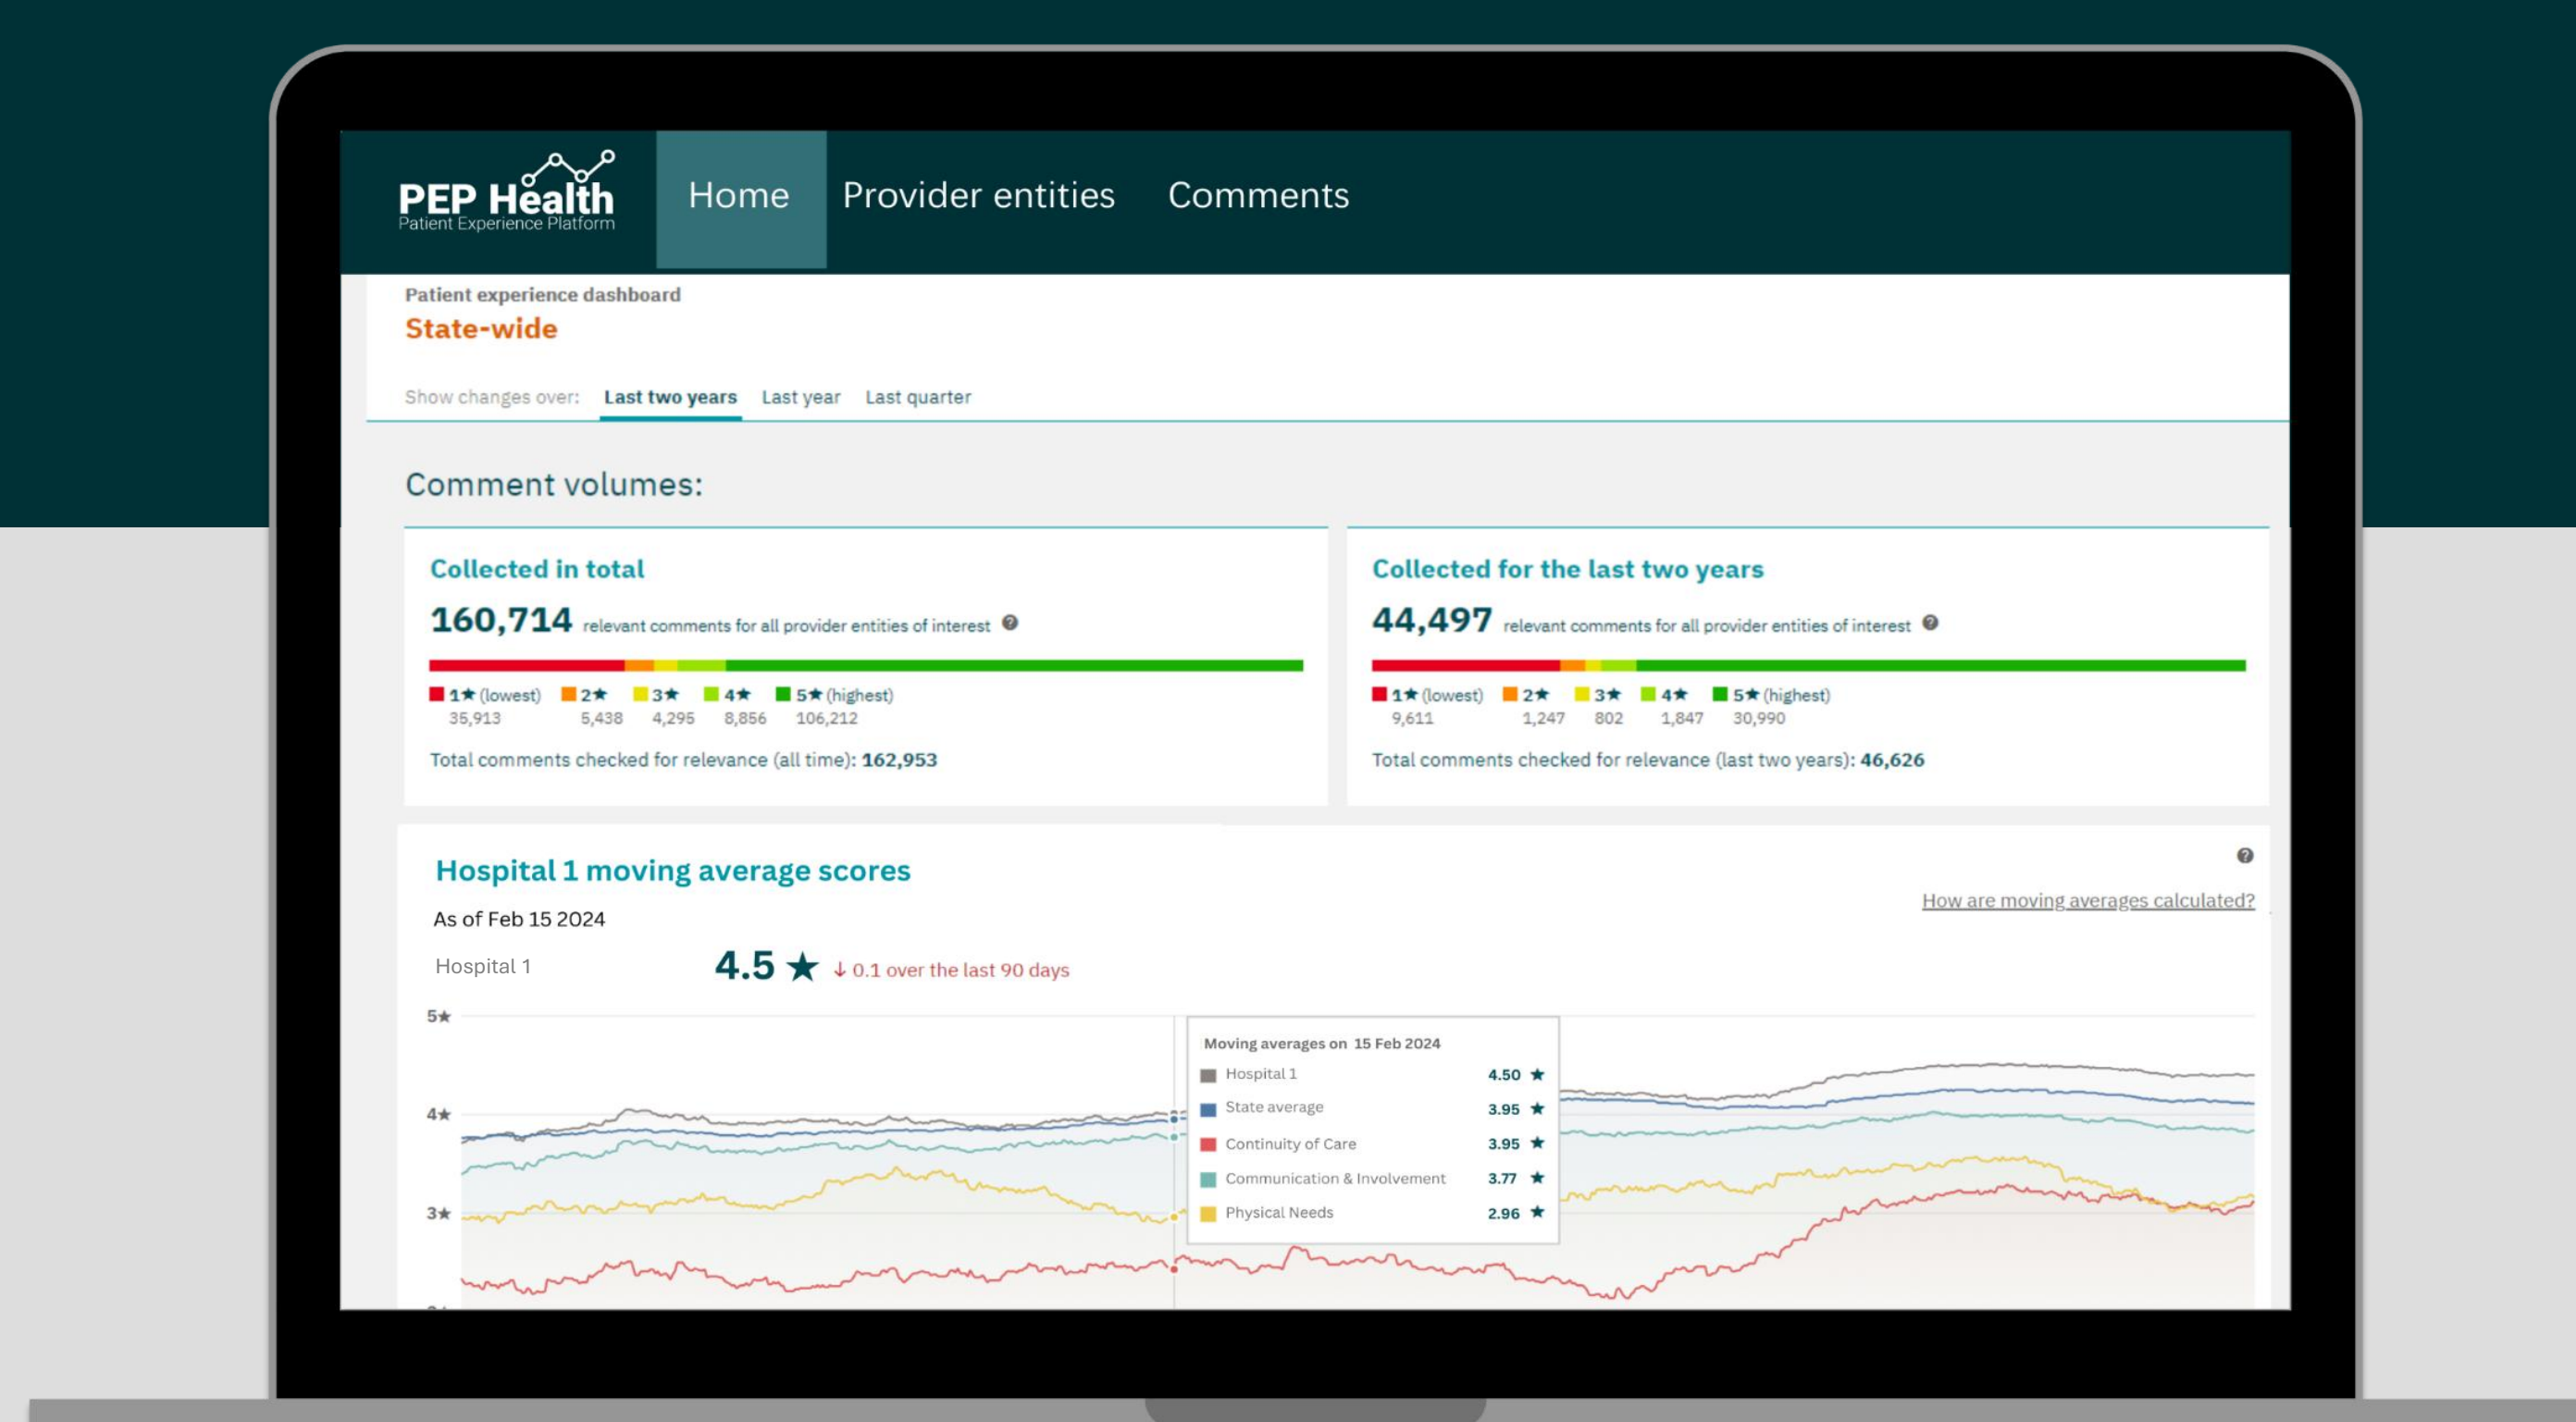 PEP Health
Patient Experience Platform
Home Provider entities Comments
Patient experience dashboard
State-wide
Show changes over: Last two years Last year Last quarter
Comment volumes:
Collected in total
160,714 relevant comments for all provider entities of interest ?
1★ (lowest) 2★ 3★ 4★ 5★ (highest)
35,913 5,438 4,295 8,856 106,212
Total comments checked for relevance (all time): 162,953
Collected for the last two years
44,497 relevant comments for all provider entities of interest ?
1★ (lowest) 2★ 3★ 4★ 5★ (highest)
9,611 1,247 802 1,847 30,990
Total comments checked for relevance (last two years): 46,626
Hospital 1 moving average scores
?
How are moving averages calculated?
As of Feb 15 2024
Hospital 1 4.5 ★ ↓ 0.1 over the last 90 days
5★
4★
3★
Moving averages on 15 Feb 2024
Hospital 1 4.50 ★
State average 3.95 ★
Continuity of Care 3.95 ★
Communication & Involvement 3.77 ★
Physical Needs 2.96 ★